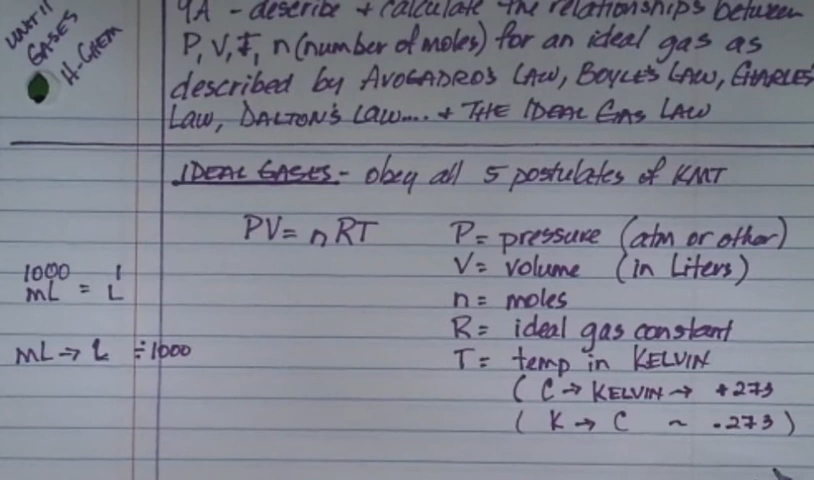 UNIT 11
GASES
H-CHEM
9A - describe + calculate the relationships between
P, V, T, n (number of moles) for an ideal gas as
described by AVOGADRO'S LAW, BOYLE'S LAW, CHARLES'
LAW, DALTON'S LAW.... + THE IDEAL GAS LAW
IDEAL GASES - obey all 5 postulates of KMT
PV = nRT
P = pressure (atm or other)
V = volume (in Liters)
n = moles
R = ideal gas constant
T = temp in KELVIN
( C → KELVIN → +273
( K → C ~ -273 )
1000 mL = 1 L
mL → L ÷1000